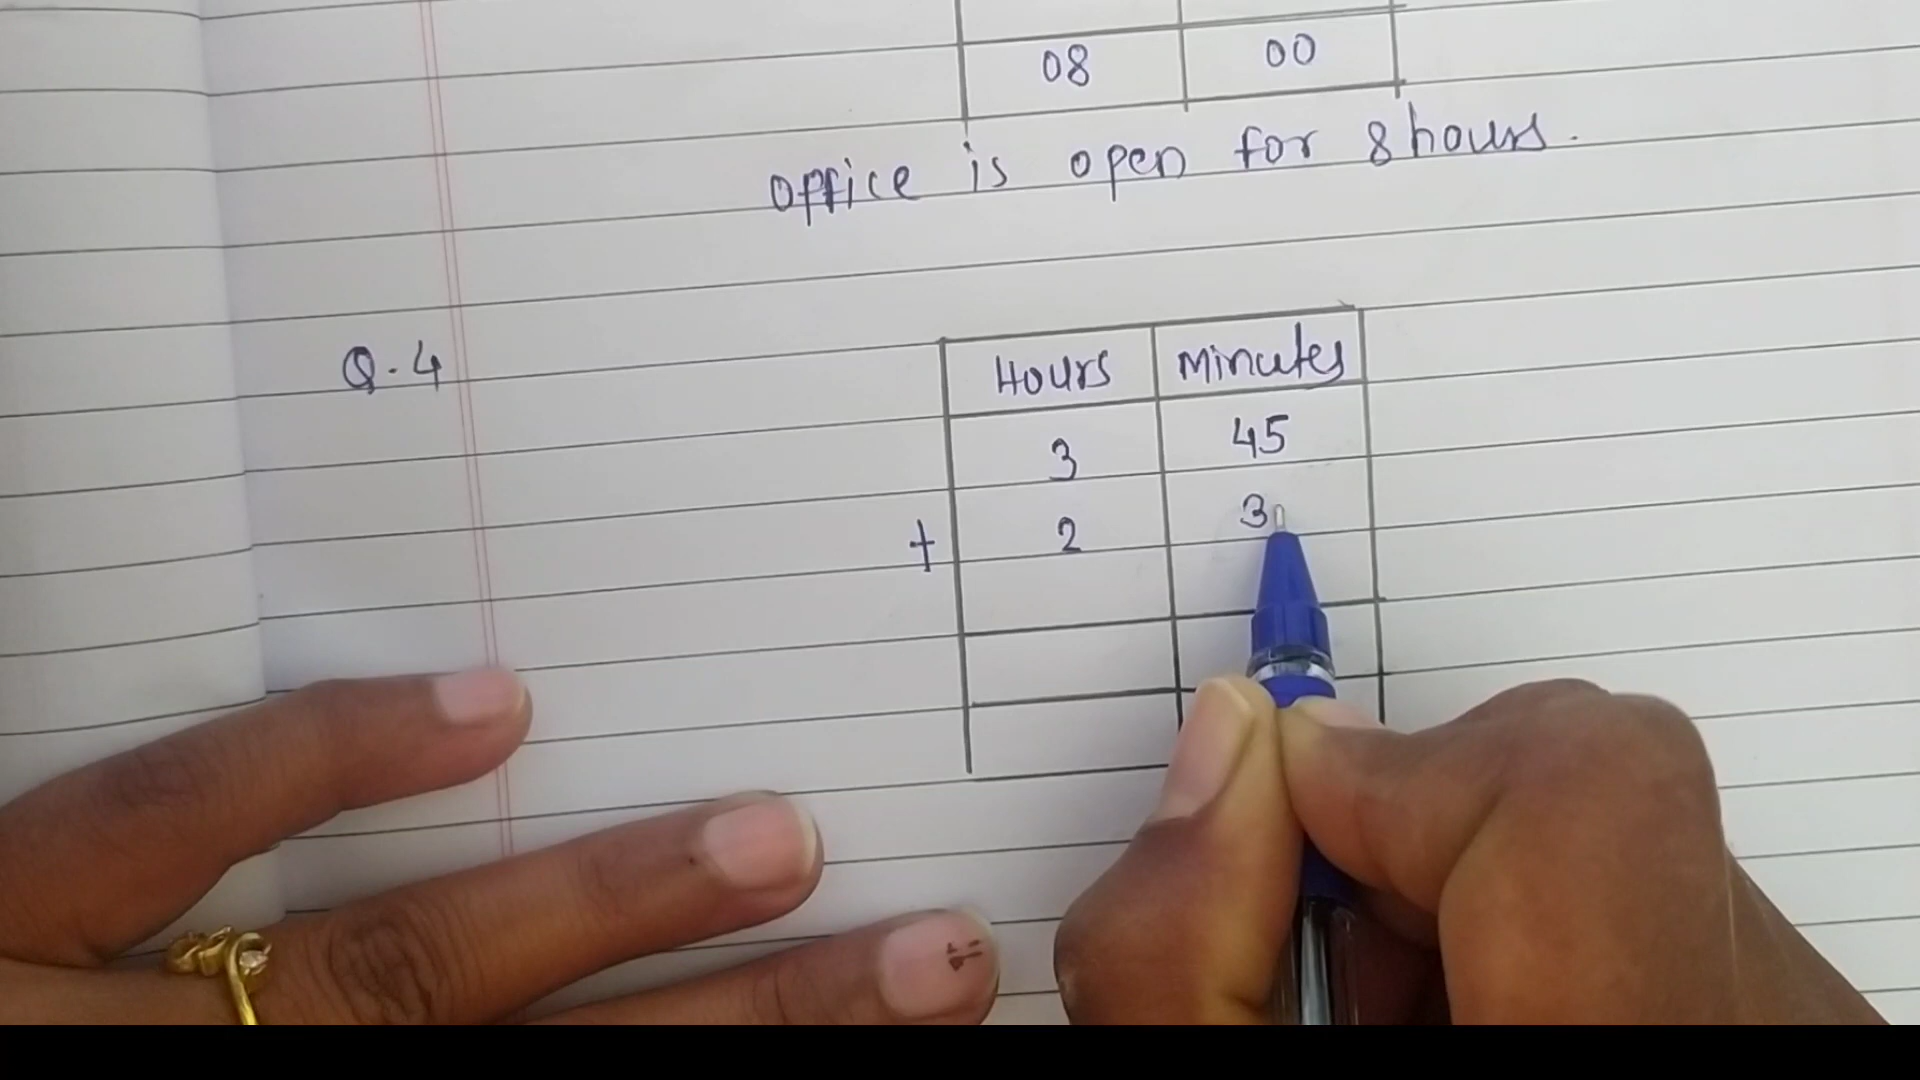 08 00
office is open for 8 hours.
Q.4
Hours Minutes
3 45
+ 2 3